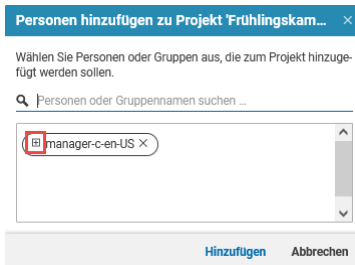 Personen hinzufügen zu Projekt 'Frühlingskam...
Wählen Sie Personen oder Gruppen aus, die zum Projekt hinzuge-
fügt werden sollen.
Personen oder Gruppennamen suchen ...
manager-c-en-US
Hinzufügen Abbrechen